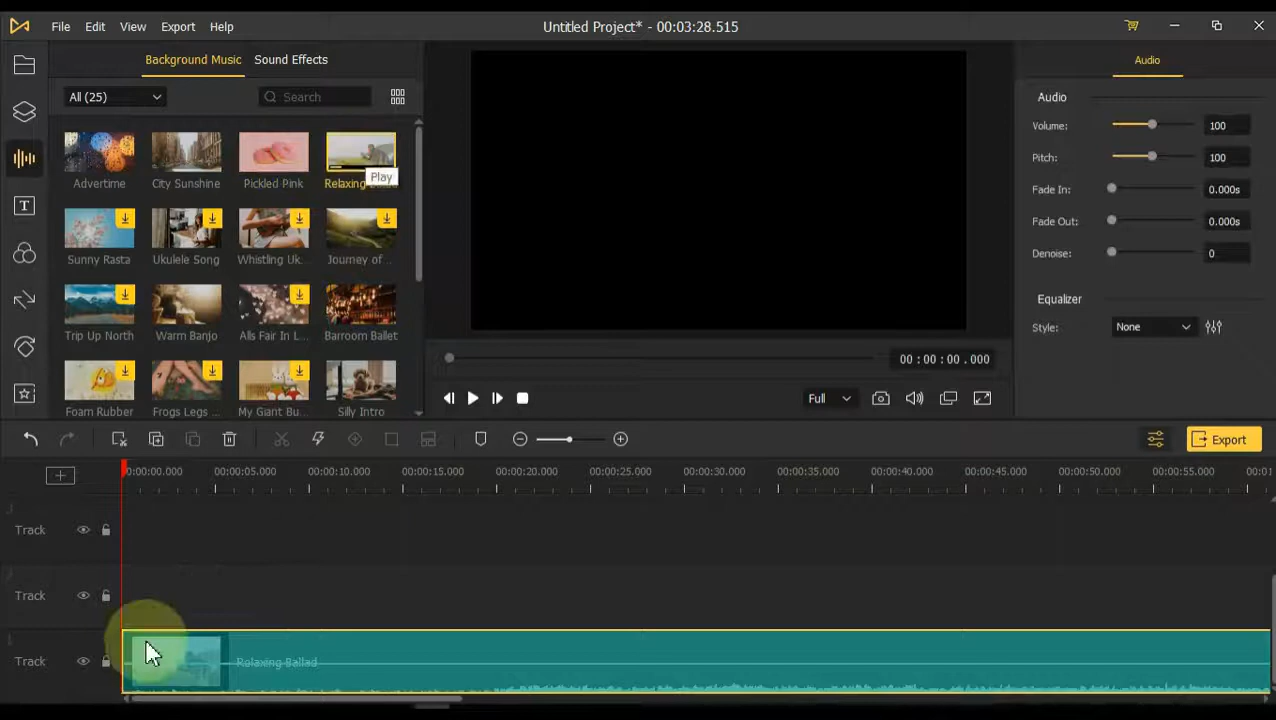 File Edit View Export Help
Untitled Project* - 00:03:28.515
Background Music Sound Effects
All (25)
Search
Advertime City Sunshine Pickled Pink Relaxing
Play
Sunny Rasta Ukulele Song Whistling Uk... Journey of ...
Trip Up North Warm Banjo Alls Fair In L... Barroom Ballet
Foam Rubber Frogs Legs ... My Giant Bu... Silly Intro
Audio
Audio
Volume: 100
Pitch: 100
Fade In: 0.000s
Fade Out: 0.000s
Denoise: 0
Equalizer
Style: None
00 : 00 : 00 . 000
Full
Export
0:00:00.000 00:00:05.000 00:00:10.000 00:00:15.000 00:00:20.000 00:00:25.000 00:00:30.000 00:00:35.000 00:00:40.000 00:00:45.000 00:00:50.000 00:00:55.000 00:01
Track
Track
Track
Relaxing Ballad